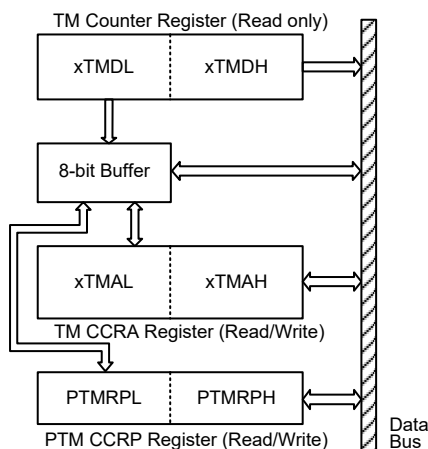 TM Counter Register (Read only)
xTMDL xTMDH
8-bit Buffer
xTMAL xTMAH
TM CCRA Register (Read/Write)
PTMRPL PTMRPH
PTM CCRP Register (Read/Write)
Data
Bus